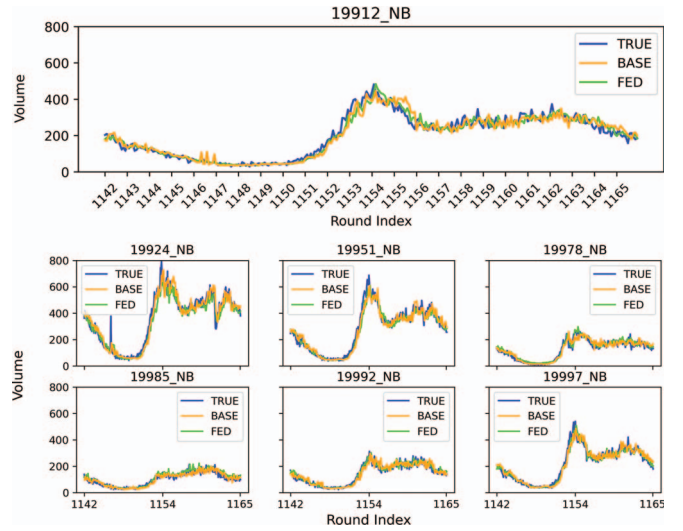 19912_NB
800
600
400
200
0
Volume
TRUE
BASE
FED
1142 1143 1144 1145 1146 1147 1148 1149 1150 1151 1152 1153 1154 1155 1156 1157 1158 1159 1160 1161 1162 1163 1164 1165
Round Index
19924_NB 19951_NB 19978_NB
800
600
400
200
0
TRUE
BASE
FED
TRUE
BASE
FED
TRUE
BASE
FED
Volume
19985_NB 19992_NB 19997_NB
800
600
400
200
0
TRUE
BASE
FED
TRUE
BASE
FED
TRUE
BASE
FED
1142 1154 1165 1142 1154 1165 1142 1154 1165
Round Index